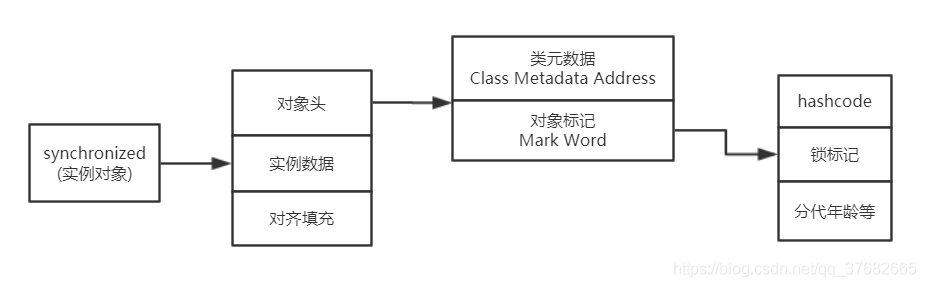 synchronized
(实例对象)
对象头
实例数据
对齐填充
类元数据
Class Metadata Address
对象标记
Mark Word
hashcode
锁标记
分代年龄等
https://blog.csdn.net/qq_37682665